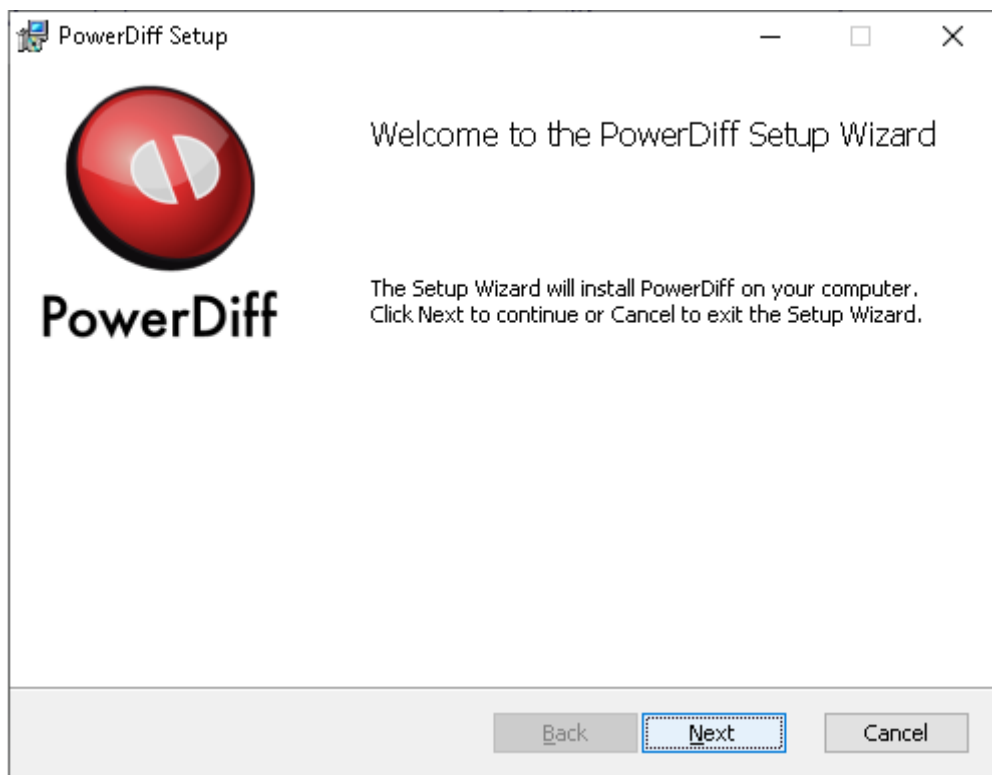 PowerDiff Setup
Welcome to the PowerDiff Setup Wizard
PowerDiff
The Setup Wizard will install PowerDiff on your computer.
Click Next to continue or Cancel to exit the Setup Wizard.
Back
Next
Cancel